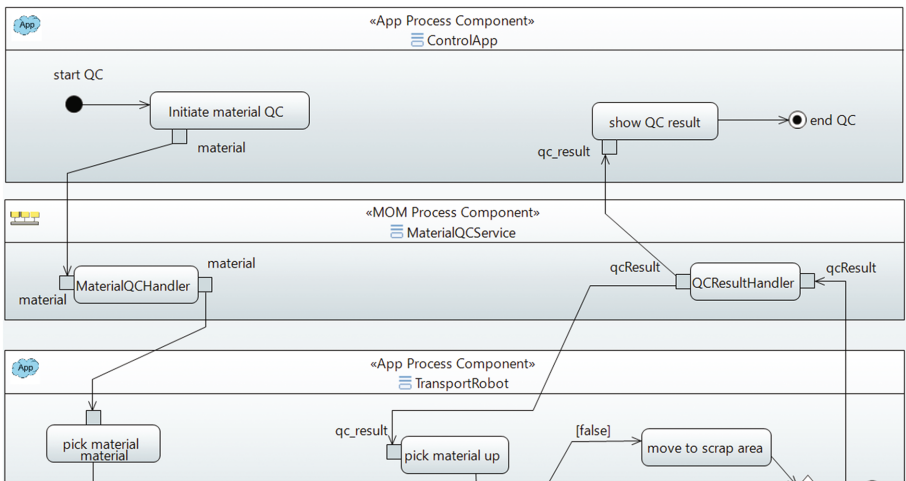 App
«App Process Component»
ControlApp
start QC
Initiate material QC
material
show QC result
end QC
qc_result
«MOM Process Component»
MaterialQCService
material
MaterialQCHandler
material
qcResult
QCResultHandler
qcResult
App
«App Process Component»
TransportRobot
pick material
material
qc_result
pick material up
[false]
move to scrap area